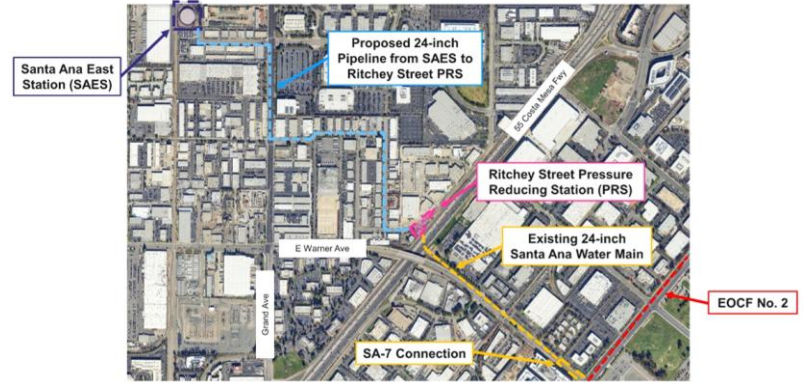 Santa Ana East
Station (SAES)
Proposed 24-inch
Pipeline from SAES to
Ritchey Street PRS
55 Costa Mesa Fwy
Ritchey Street Pressure
Reducing Station (PRS)
Existing 24-inch
Santa Ana Water Main
E Warner Ave
Grand Ave
EOCF No. 2
SA-7 Connection